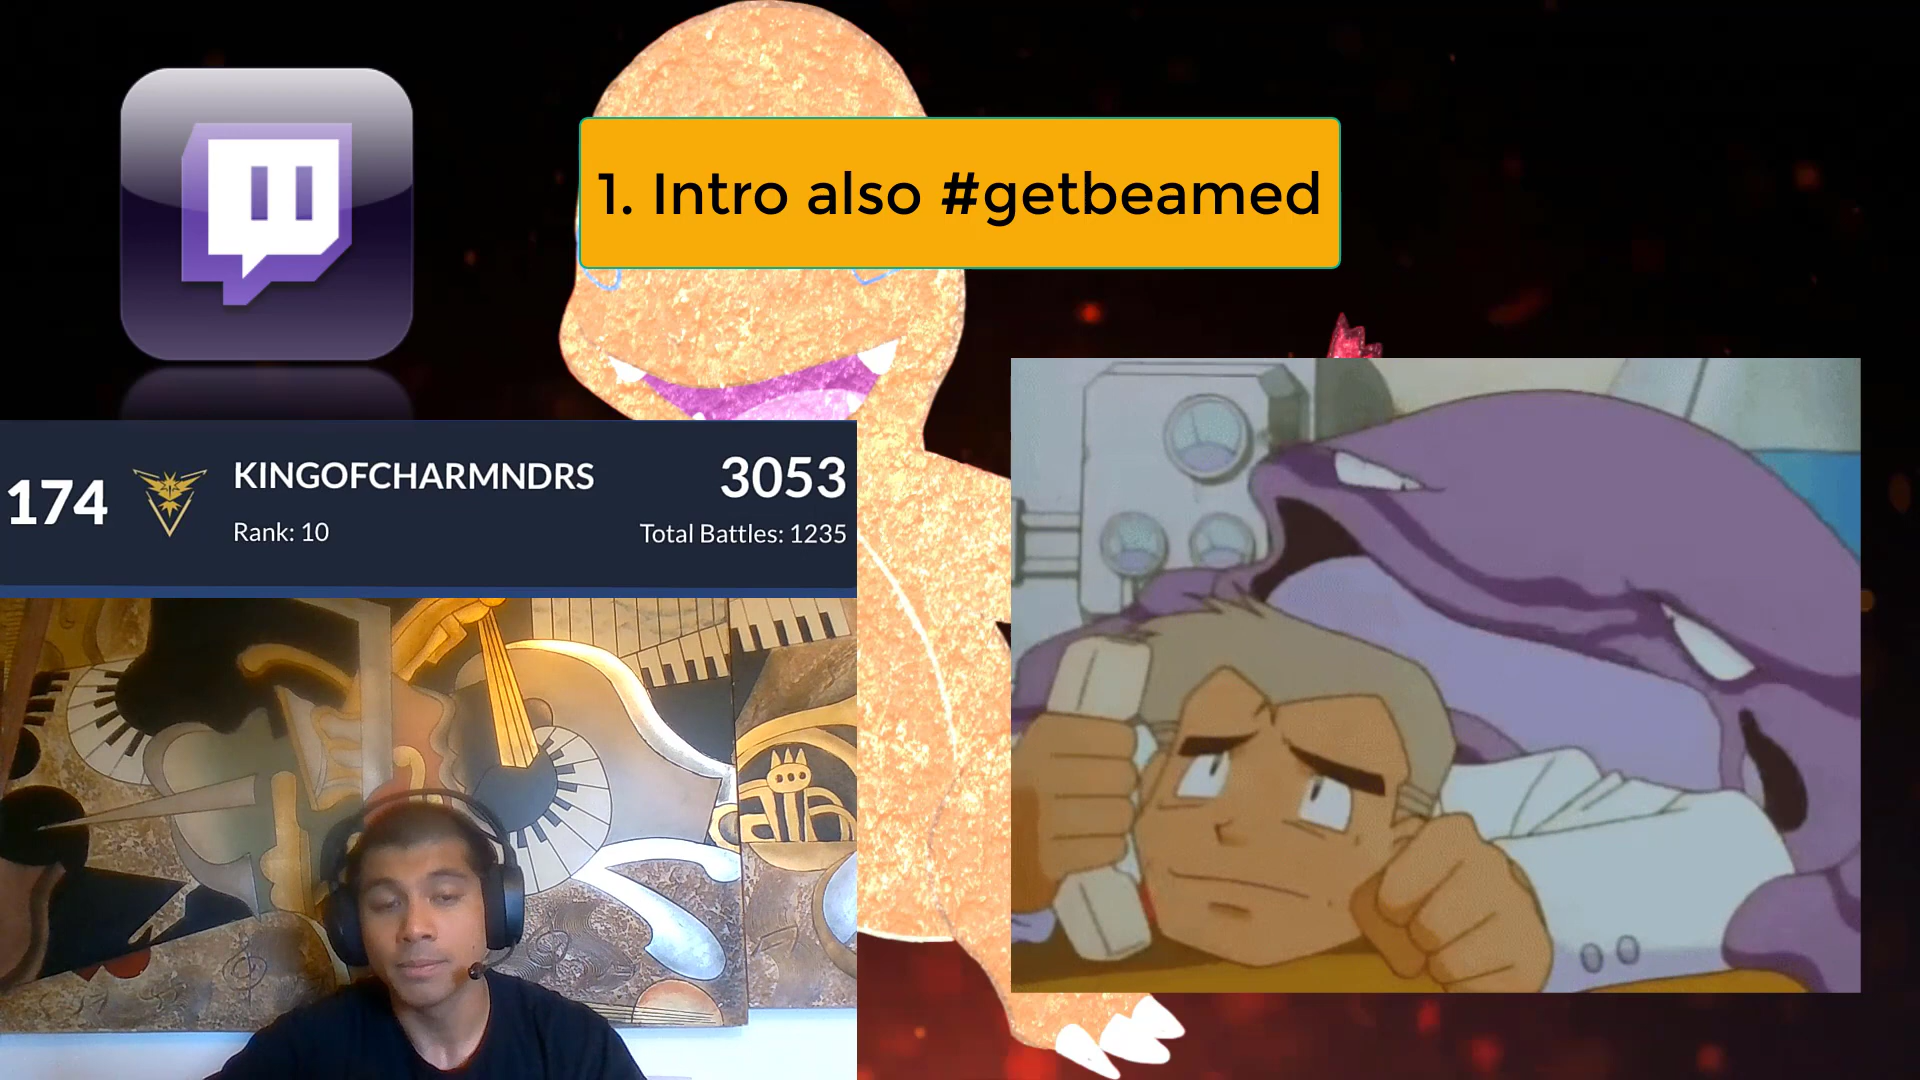 1. Intro also #getbeamed
174
KINGOFCHARMNDRS
3053
Rank: 10
Total Battles: 1235